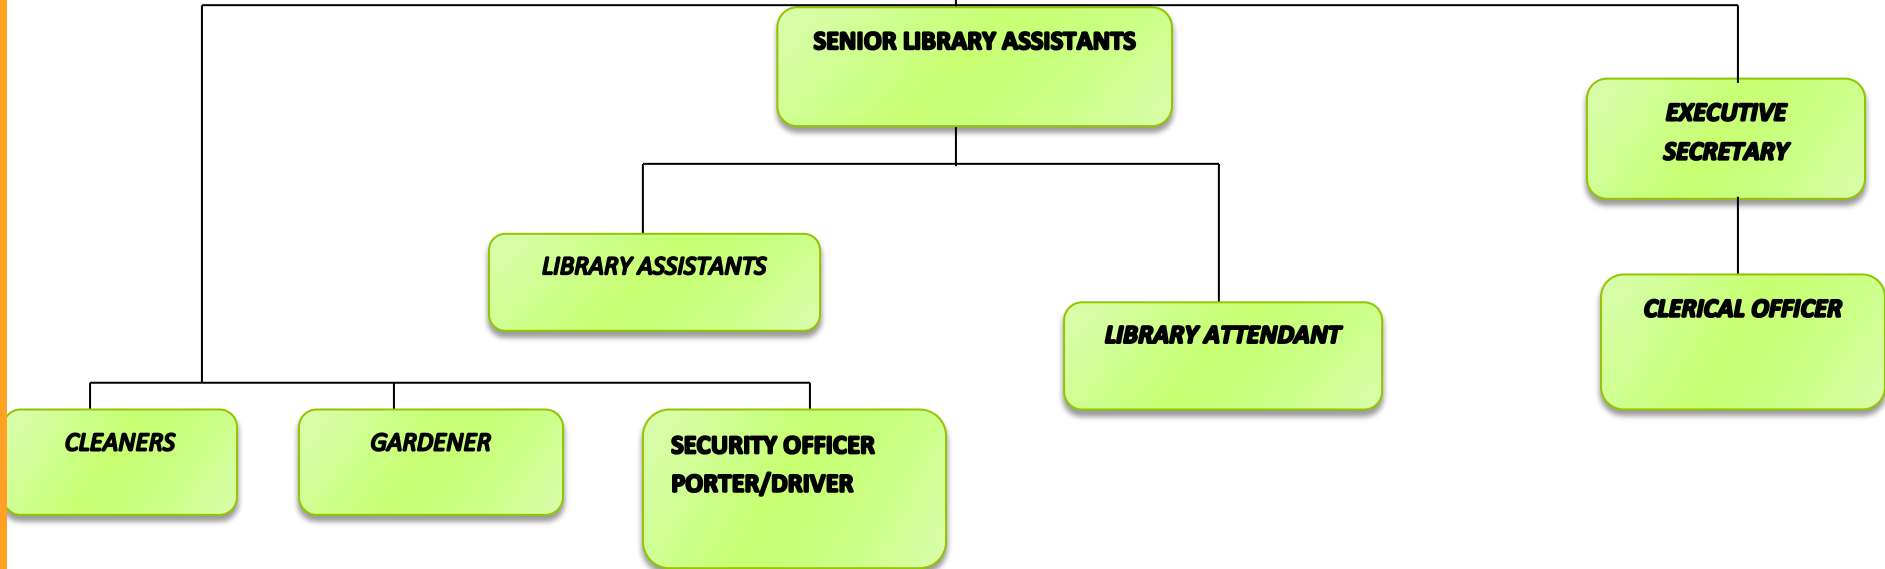 SENIOR LIBRARY ASSISTANTS
EXECUTIVE
SECRETARY
LIBRARY ASSISTANTS
CLERICAL OFFICER
LIBRARY ATTENDANT
CLEANERS
GARDENER
SECURITY OFFICER
PORTER/DRIVER